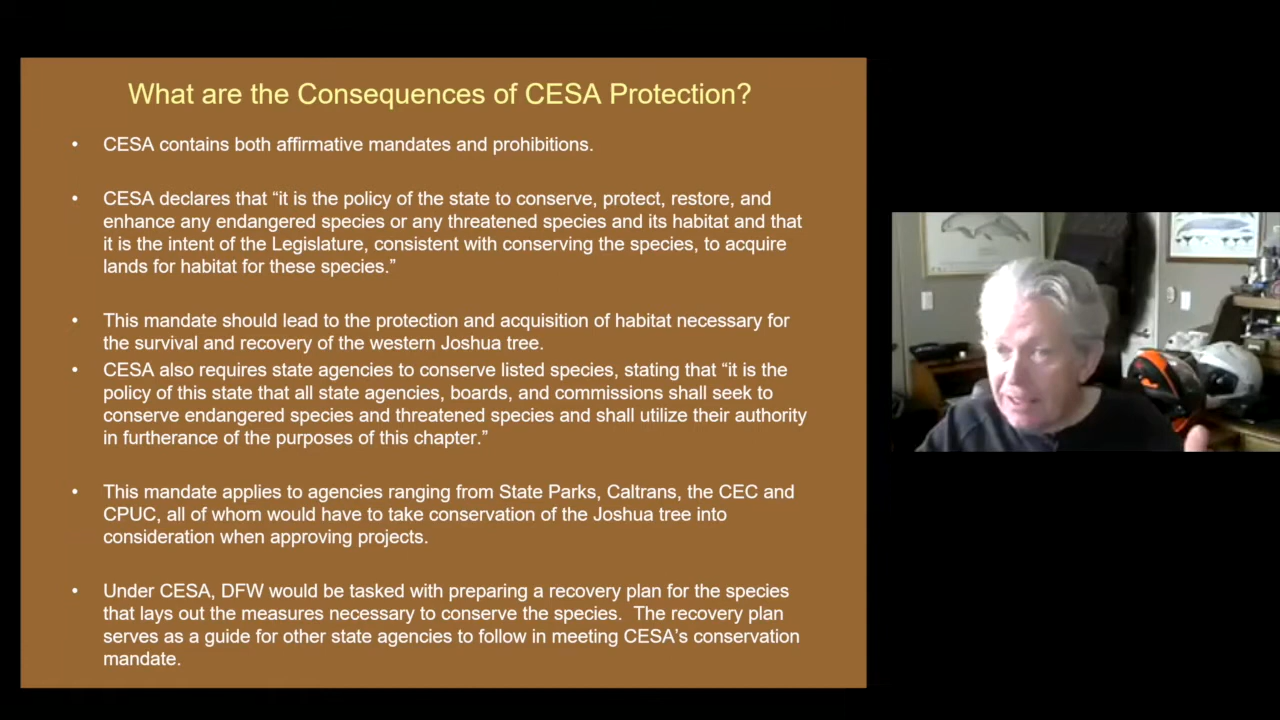 What are the Consequences of CESA Protection?
• CESA contains both affirmative mandates and prohibitions.
• CESA declares that “it is the policy of the state to conserve, protect, restore, and
enhance any endangered species or any threatened species and its habitat and that
it is the intent of the Legislature, consistent with conserving the species, to acquire
lands for habitat for these species.”
• This mandate should lead to the protection and acquisition of habitat necessary for
the survival and recovery of the western Joshua tree.
• CESA also requires state agencies to conserve listed species, stating that “it is the
policy of this state that all state agencies, boards, and commissions shall seek to
conserve endangered species and threatened species and shall utilize their authority
in furtherance of the purposes of this chapter.”
• This mandate applies to agencies ranging from State Parks, Caltrans, the CEC and
CPUC, all of whom would have to take conservation of the Joshua tree into
consideration when approving projects.
• Under CESA, DFW would be tasked with preparing a recovery plan for the species
that lays out the measures necessary to conserve the species.  The recovery plan
serves as a guide for other state agencies to follow in meeting CESA’s conservation
mandate.